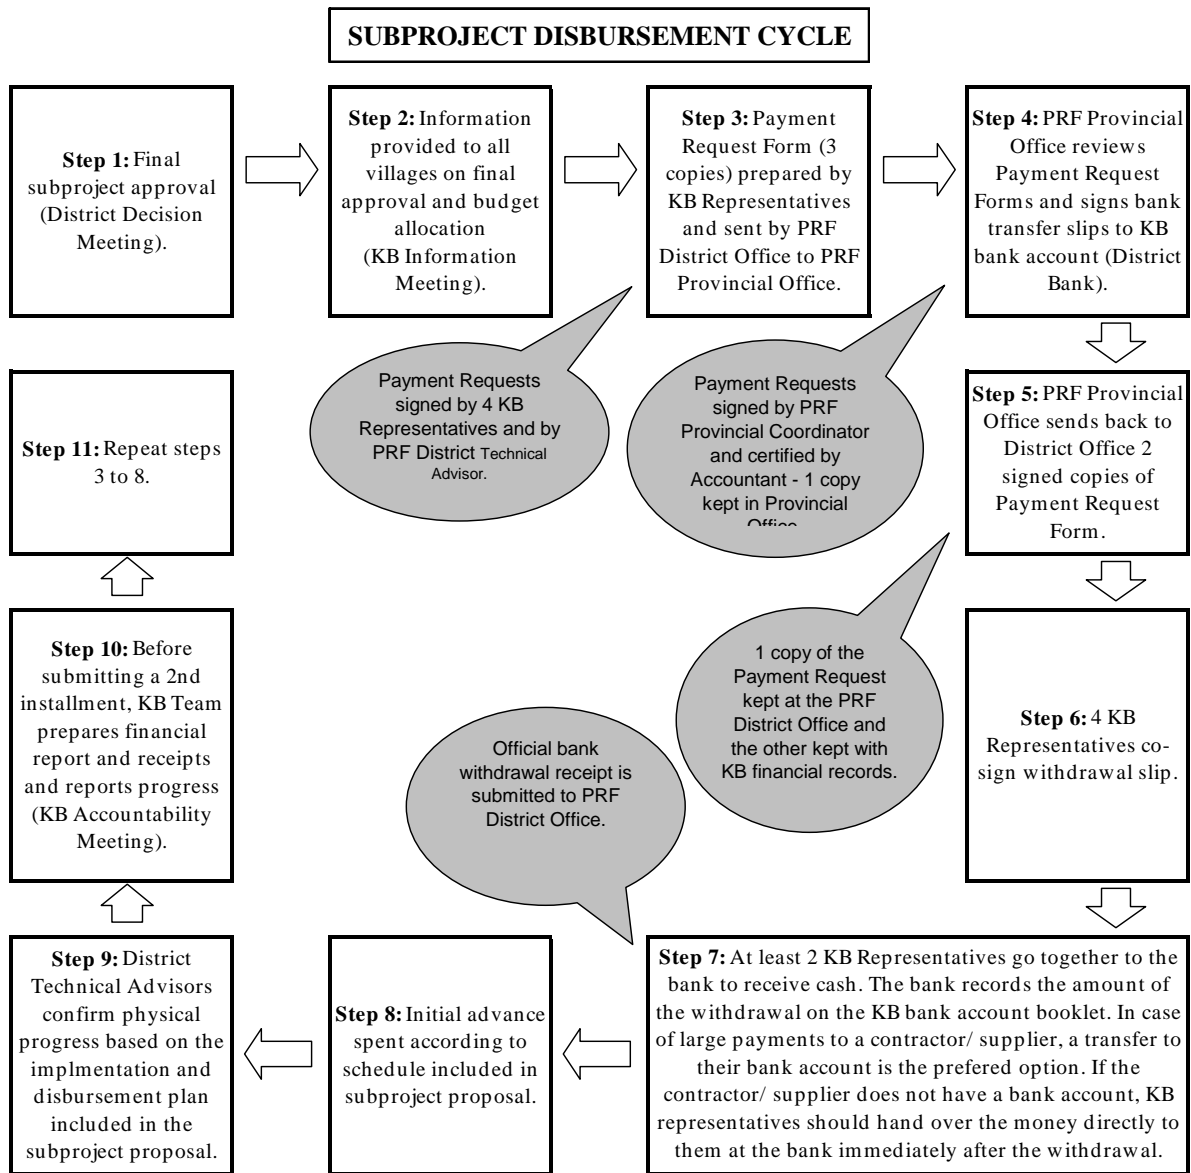 SUBPROJECT DISBURSEMENT CYCLE
Step 1: Final
subproject approval
(District Decision
Meeting).
Step 2: Information
provided to all
villages on final
approval and budget
allocation
(KB Information
Meeting).
Step 3: Payment
Request Form (3
copies) prepared by
KB Representatives
and sent by PRF
District Office to PRF
Provincial Office.
Step 4: PRF Provincial
Office reviews
Payment Request
Forms and signs bank
transfer slips to KB
bank account (District
Bank).
Payment Requests
signed by 4 KB
Representatives and by
PRF District Technical
Advisor.
Payment Requests
signed by PRF
Provincial Coordinator
and certified by
Accountant - 1 copy
kept in Provincial
Office
Step 5: PRF Provincial
Office sends back to
District Office 2
signed copies of
Payment Request
Form.
1 copy of the
Payment Request
kept at the PRF
District Office and
the other kept with
KB financial records.
Step 6: 4 KB
Representatives co-
sign withdrawal slip.
Official bank
withdrawal receipt is
submitted to PRF
District Office.
Step 7: At least 2 KB Representatives go together to the
bank to receive cash. The bank records the amount of
the withdrawal on the KB bank account booklet. In case
of large payments to a contractor/ supplier, a transfer to
their bank account is the prefered option. If the
contractor/ supplier does not have a bank account, KB
representatives should hand over the money directly to
them at the bank immediately after the withdrawal.
Step 8: Initial advance
spent according to
schedule included in
subproject proposal.
Step 9: District
Technical Advisors
confirm physical
progress based on the
implmentation and
disbursement plan
included in the
subproject proposal.
Step 10: Before
submitting a 2nd
installment, KB Team
prepares financial
report and receipts
and reports progress
(KB Accountability
Meeting).
Step 11: Repeat steps
3 to 8.